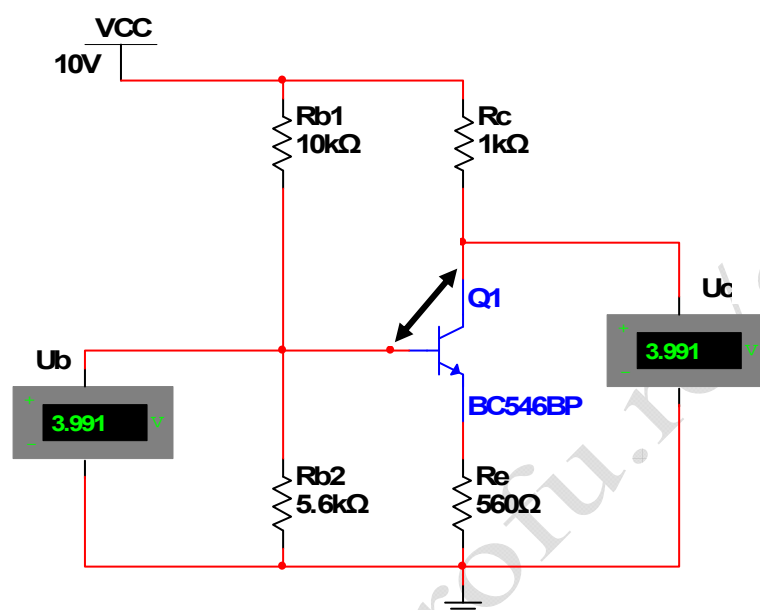 VCC
10V
Rb1
10kΩ
Rc
1kΩ
Q1
Uc
+
3.991 V
−
Ub
+
3.991 V
−
BC546BP
Rb2
5.6kΩ
Re
560Ω